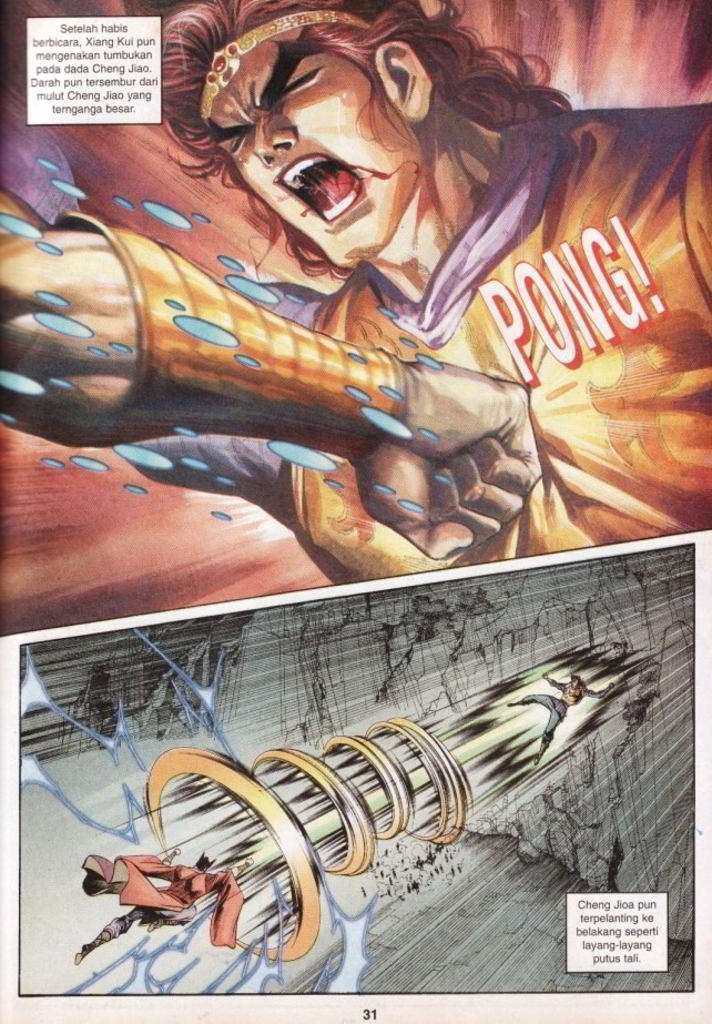 Setelah habis
berbicara, Xiang Kui pun
mengenakan tumbukan
pada dada Cheng Jiao.
Darah pun tersembur dari
mulut Cheng Jiao yang
ternganga besar.
PONG!
Cheng Jioa pun
terpelanting ke
belakang seperti
layang-layang
putus tali.
31